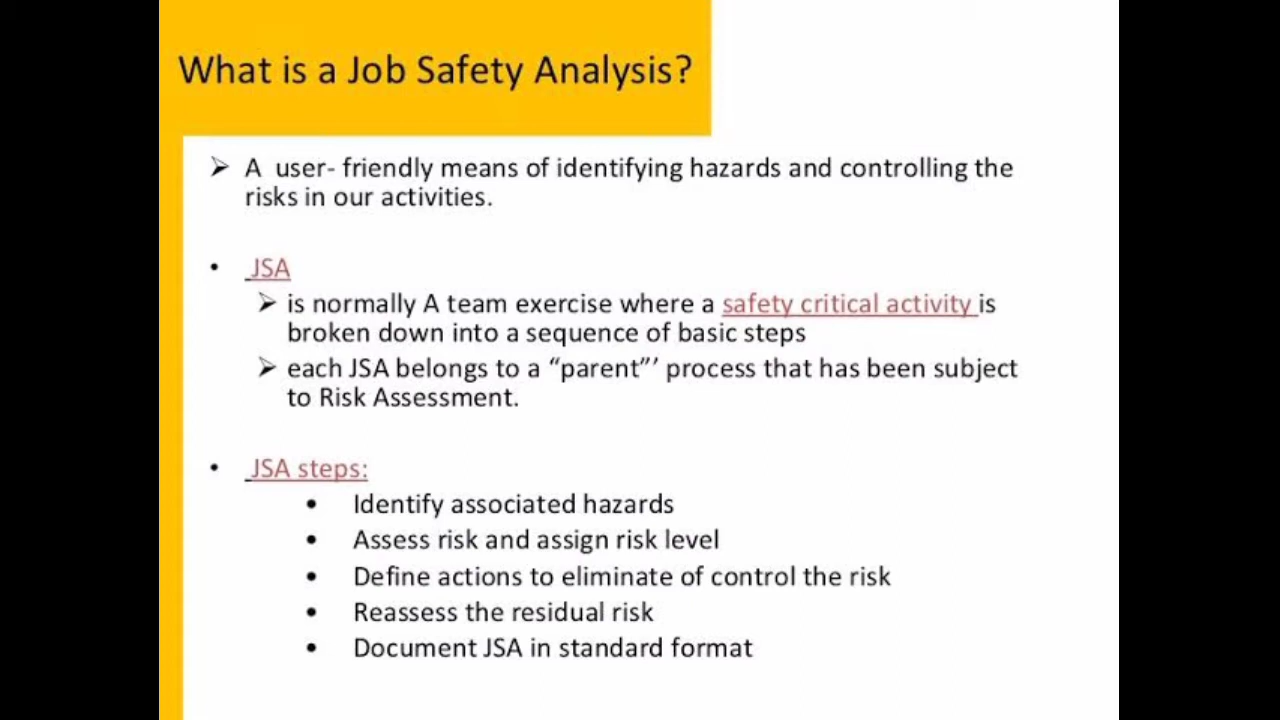 What is a Job Safety Analysis?
➢ A user- friendly means of identifying hazards and controlling the
risks in our activities.
• JSA
➢ is normally A team exercise where a safety critical activity is
broken down into a sequence of basic steps
➢ each JSA belongs to a “parent”’ process that has been subject
to Risk Assessment.
• JSA steps:
• Identify associated hazards
• Assess risk and assign risk level
• Define actions to eliminate of control the risk
• Reassess the residual risk
• Document JSA in standard format